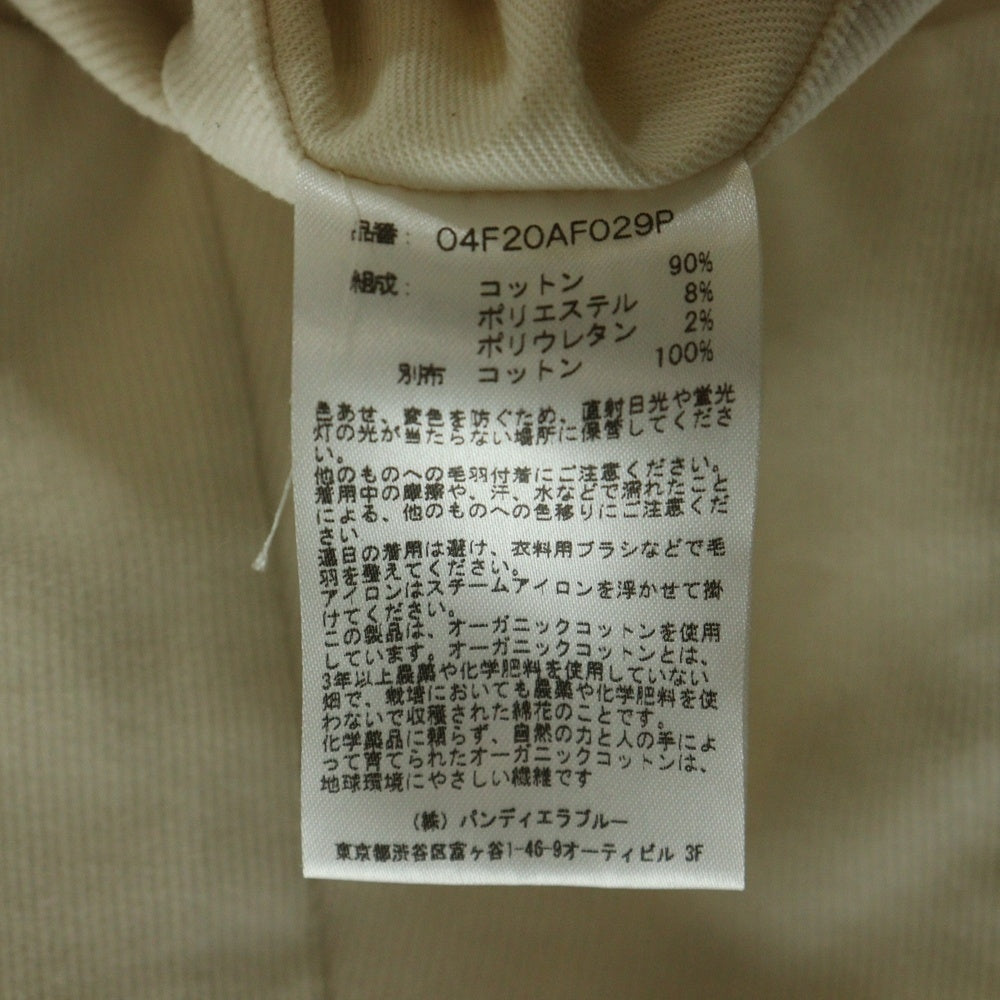 品番: 04F20AF029P
組成: コットン 90%
ポリエステル 8%
ポリウレタン 2%
別布 コットン 100%
色あせ、変色を防ぐため、直射日光や蛍光
灯の光が当たらない場所に保管してくださ
い。
他のものへの毛羽付着にご注意ください。
着用中の摩擦や、汗、水などで濡れたこと
による、他のものへの色移りにご注意くだ
さい
連日の着用は避け、衣料用ブラシなどで毛
羽を整えてください。
アイロンはスチームアイロンを浮かせて掛
けてください。
この製品は、オーガニックコットンを使用
しています。オーガニックコットンとは、
3年以上農薬や化学肥料を使用していない
畑で、栽培においても農薬や化学肥料を使
わないで収穫された綿花のことです。
化学薬品に頼らず、自然の力と人の手によ
って育てられたオーガニックコットンは、
地球環境にやさしい繊維です
(株) バンディエラブルー
東京都渋谷区富ヶ谷1-46-9オーティビル 3F